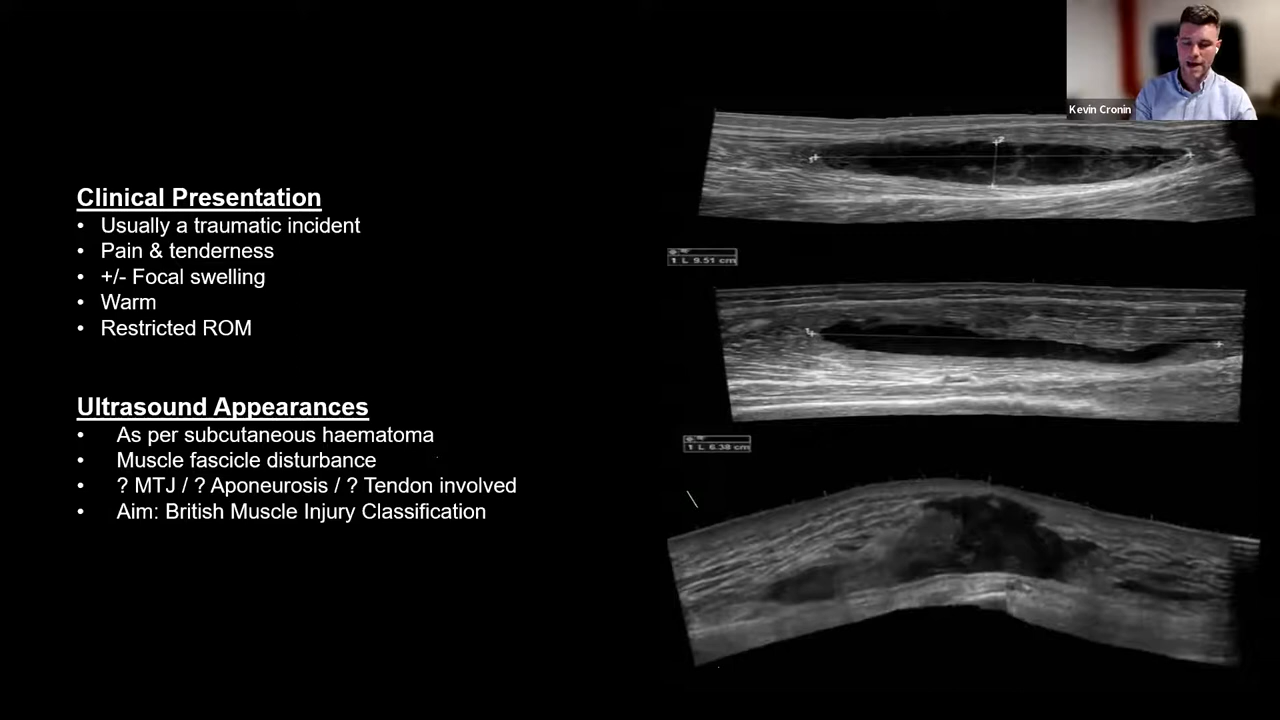 Kevin Cronin
Clinical Presentation
• Usually a traumatic incident
• Pain & tenderness
• +/- Focal swelling
• Warm
• Restricted ROM
Ultrasound Appearances
• As per subcutaneous haematoma
• Muscle fascicle disturbance
• ? MTJ / ? Aponeurosis / ? Tendon involved
• Aim: British Muscle Injury Classification
1 L 9.51 cm
1 L 6.38 cm